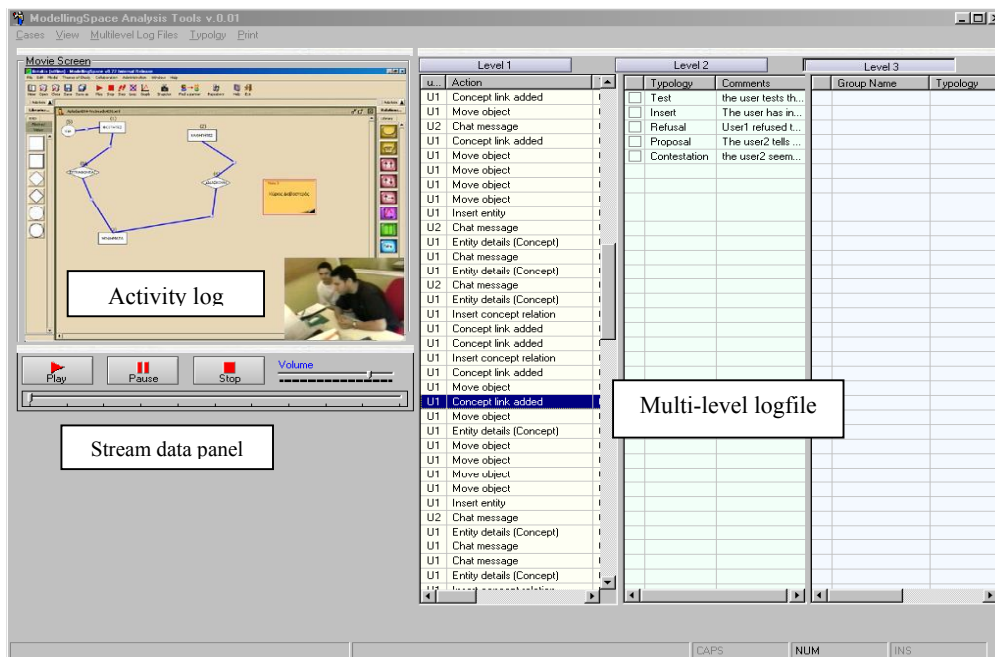 ModellingSpace Analysis Tools v.0.01
Cases View Multilevel Log Files Typolgy Print
Movie Screen
Activity log
Play Pause Stop Volume
Stream data panel
Level 1
u... Action
U1 Concept link added
U1 Move object
U2 Chat message
U1 Concept link added
U1 Move object
U1 Move object
U1 Move object
U1 Move object
U1 Insert entity
U2 Chat message
U1 Entity details (Concept)
U1 Chat message
U1 Entity details (Concept)
U2 Chat message
U1 Entity details (Concept)
U1 Insert concept relation
U1 Concept link added
U1 Concept link added
U1 Insert concept relation
U1 Concept link added
U1 Move object
U1 Concept link added
U1 Move object
U1 Entity details (Concept)
U1 Move object
U1 Move object
U1 Move object
U1 Move object
U1 Insert entity
U2 Chat message
U1 Entity details (Concept)
U1 Chat message
U1 Chat message
U1 Entity details (Concept)
U1 Insert concept relation
Level 2
Typology Comments
Test the user tests th...
Insert The user has in...
Refusal User1 refused t...
Proposal The user2 tells ...
Contestation the user2 seem...
Level 3
Group Name Typology
Multi-level logfile
CAPS NUM INS